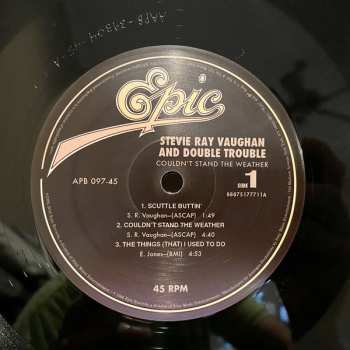 Epic
STEVIE RAY VAUGHAN
AND DOUBLE TROUBLE
COULDN'T STAND THE WEATHER
APB 097-45
SIDE 1
88875177711A
1. SCUTTLE BUTTIN'
S. R. Vaughan–(ASCAP) 1:49
2. COULDN'T STAND THE WEATHER
S. R. Vaughan–(ASCAP) 4:40
3. THE THINGS (THAT) I USED TO DO
E. Jones–(BMI) 4:53
45 RPM